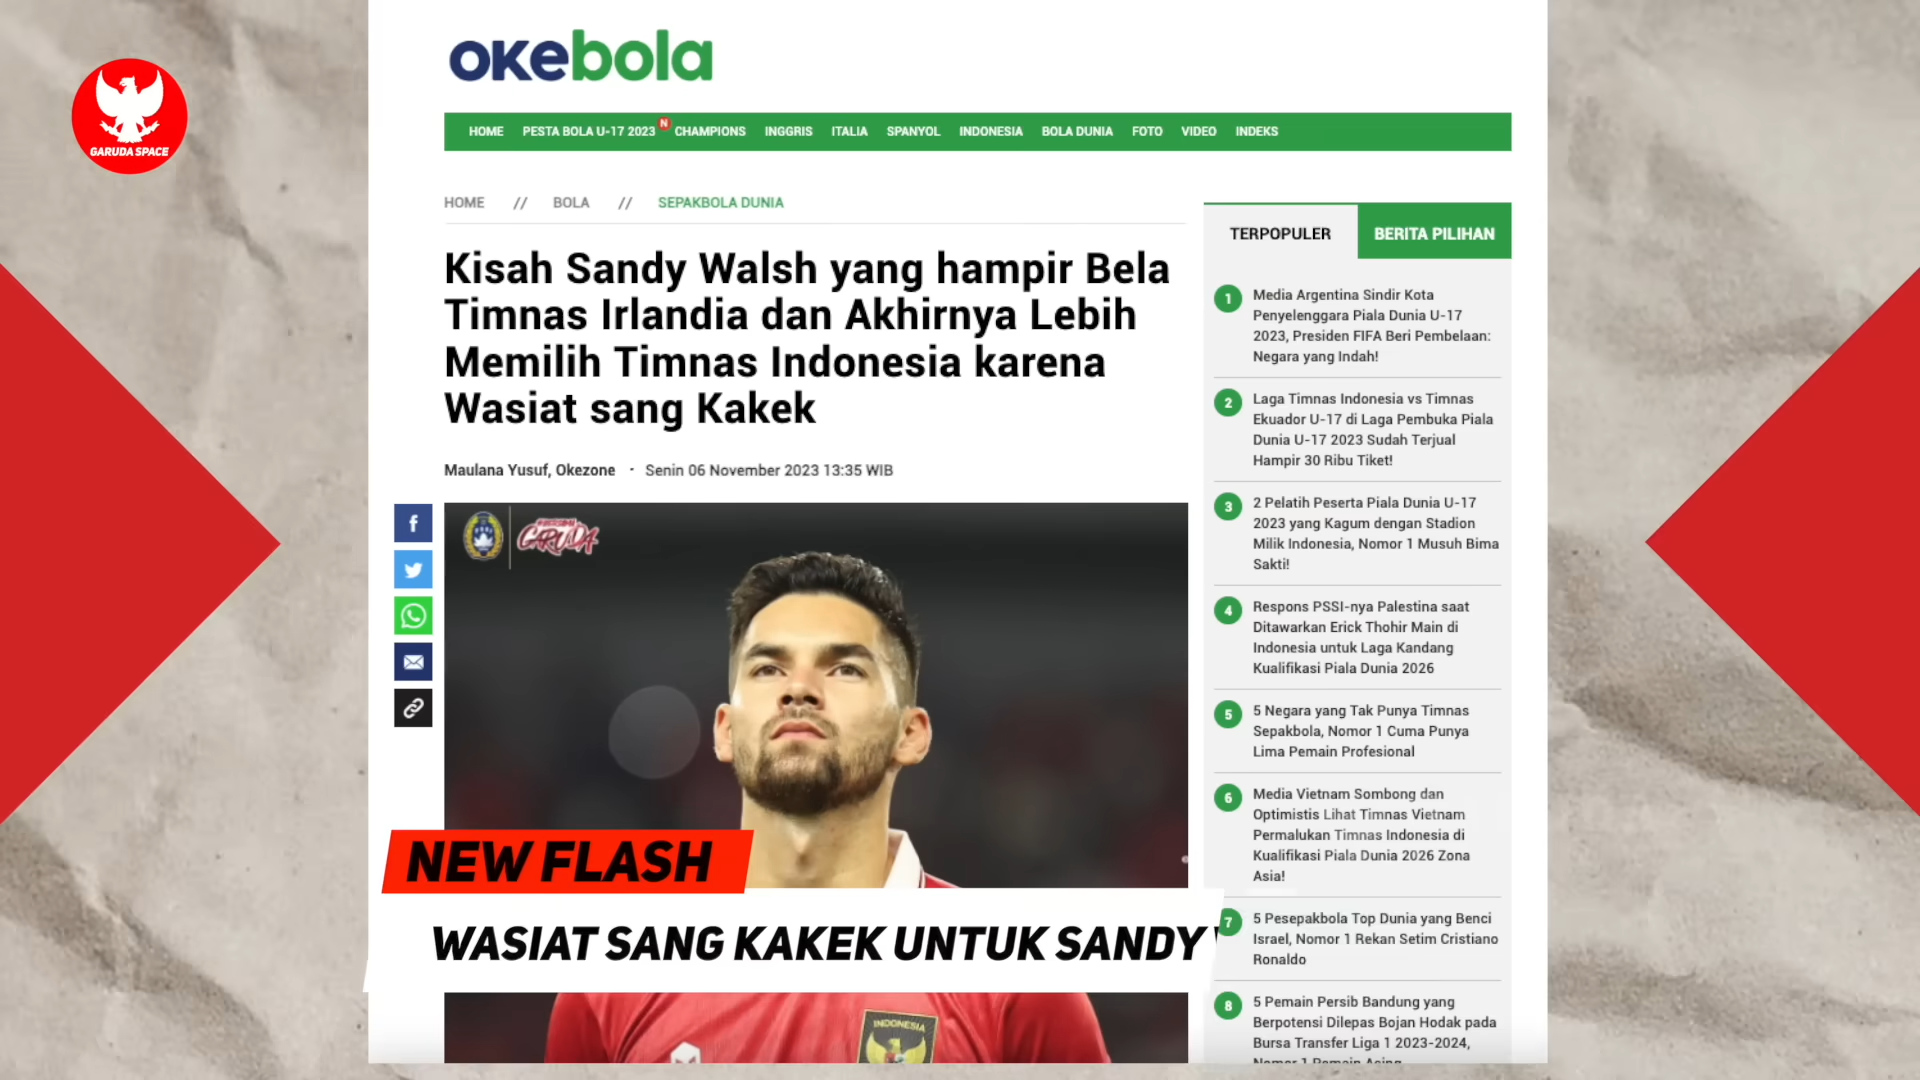 GARUDA SPACE
okebola
HOME PESTA BOLA U-17 2023 N CHAMPIONS INGGRIS ITALIA SPANYOL INDONESIA BOLA DUNIA FOTO VIDEO INDEKS
HOME // BOLA // SEPAKBOLA DUNIA
Kisah Sandy Walsh yang hampir Bela
Timnas Irlandia dan Akhirnya Lebih
Memilih Timnas Indonesia karena
Wasiat sang Kakek
Maulana Yusuf, Okezone · Senin 06 November 2023 13:35 WIB
GARUDA
NEW FLASH
WASIAT SANG KAKEK UNTUK SANDY
INDONESIA
TERPOPULER BERITA PILIHAN
1 Media Argentina Sindir Kota
Penyelenggara Piala Dunia U-17
2023, Presiden FIFA Beri Pembelaan:
Negara yang Indah!
2 Laga Timnas Indonesia vs Timnas
Ekuador U-17 di Laga Pembuka Piala
Dunia U-17 2023 Sudah Terjual
Hampir 30 Ribu Tiket!
3 2 Pelatih Peserta Piala Dunia U-17
2023 yang Kagum dengan Stadion
Milik Indonesia, Nomor 1 Musuh Bima
Sakti!
4 Respons PSSI-nya Palestina saat
Ditawarkan Erick Thohir Main di
Indonesia untuk Laga Kandang
Kualifikasi Piala Dunia 2026
5 5 Negara yang Tak Punya Timnas
Sepakbola, Nomor 1 Cuma Punya
Lima Pemain Profesional
6 Media Vietnam Sombong dan
Optimistis Lihat Timnas Vietnam
Permalukan Timnas Indonesia di
Kualifikasi Piala Dunia 2026 Zona
Asia!
7 5 Pesepakbola Top Dunia yang Benci
Israel, Nomor 1 Rekan Setim Cristiano
Ronaldo
8 5 Pemain Persib Bandung yang
Berpotensi Dilepas Bojan Hodak pada
Bursa Transfer Liga 1 2023-2024,
Nomor 1 Pemain Asing